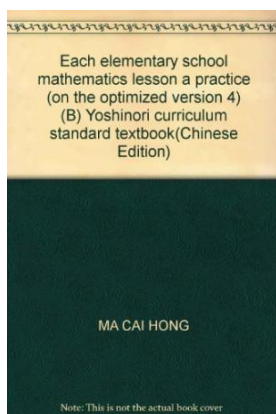 Each elementary school
mathematics lesson a practice
(on the optimized version 4)
(B) Yoshinori curriculum
standard textbook(Chinese
Edition)
MA CAI HONG
Note: This is not the actual book cover